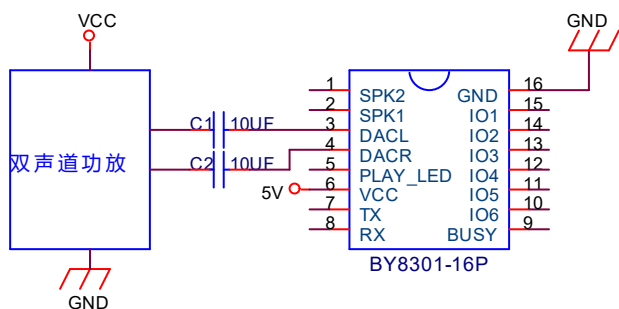 VCC
GND
双声道功放
C1 10UF
C2 10UF
5V
GND
1 SPK2 GND 16
2 SPK1 IO1 15
3 DACL IO2 14
4 DACR IO3 13
5 PLAY_LED IO4 12
6 VCC IO5 11
7 TX IO6 10
8 RX BUSY 9
BY8301-16P